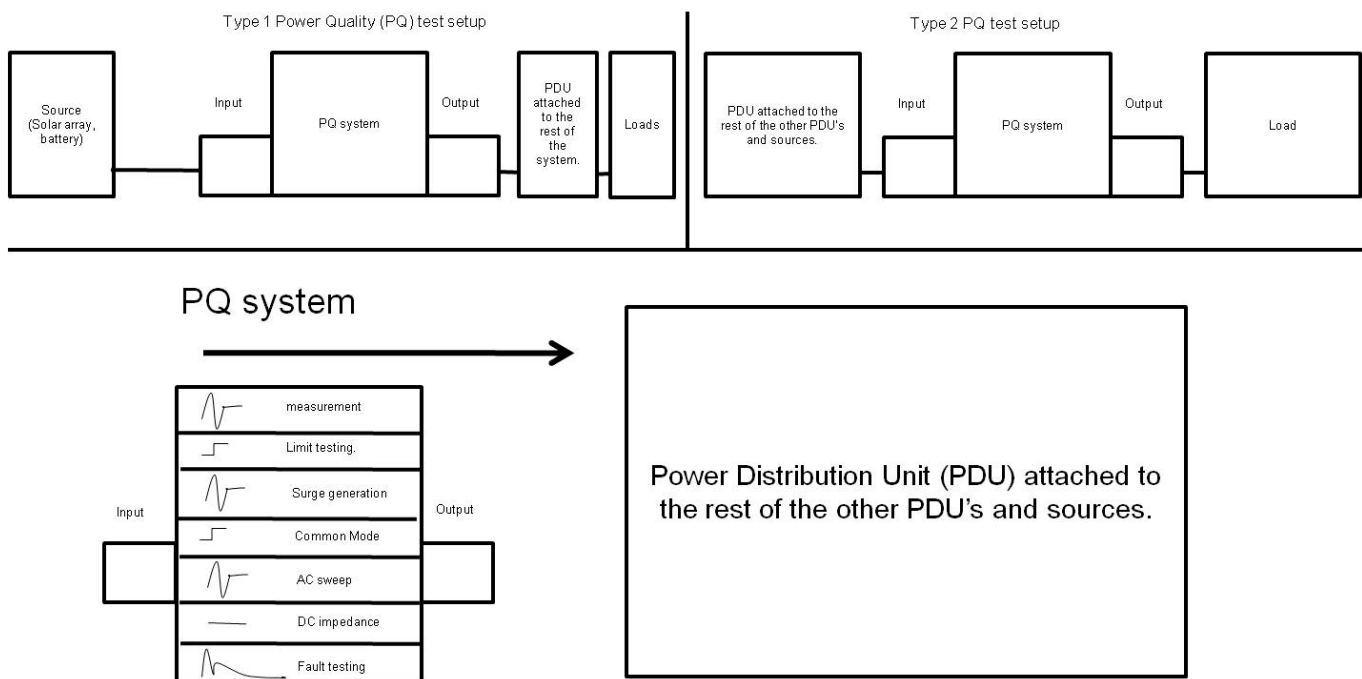 Type 1 Power Quality (PQ) test setup
Source
(Solar array,
battery)
Input
PQ system
Output
PDU
attached
to the
rest of
the
system.
Loads
Type 2 PQ test setup
PDU attached to the
rest of the other PDU's
and sources.
Input
PQ system
Output
Load
PQ system
Input
measurement
Limit testing.
Surge generation
Common Mode
AC sweep
DC impedance
Fault testing
Output
Power Distribution Unit (PDU) attached to
the rest of the other PDU’s and sources.